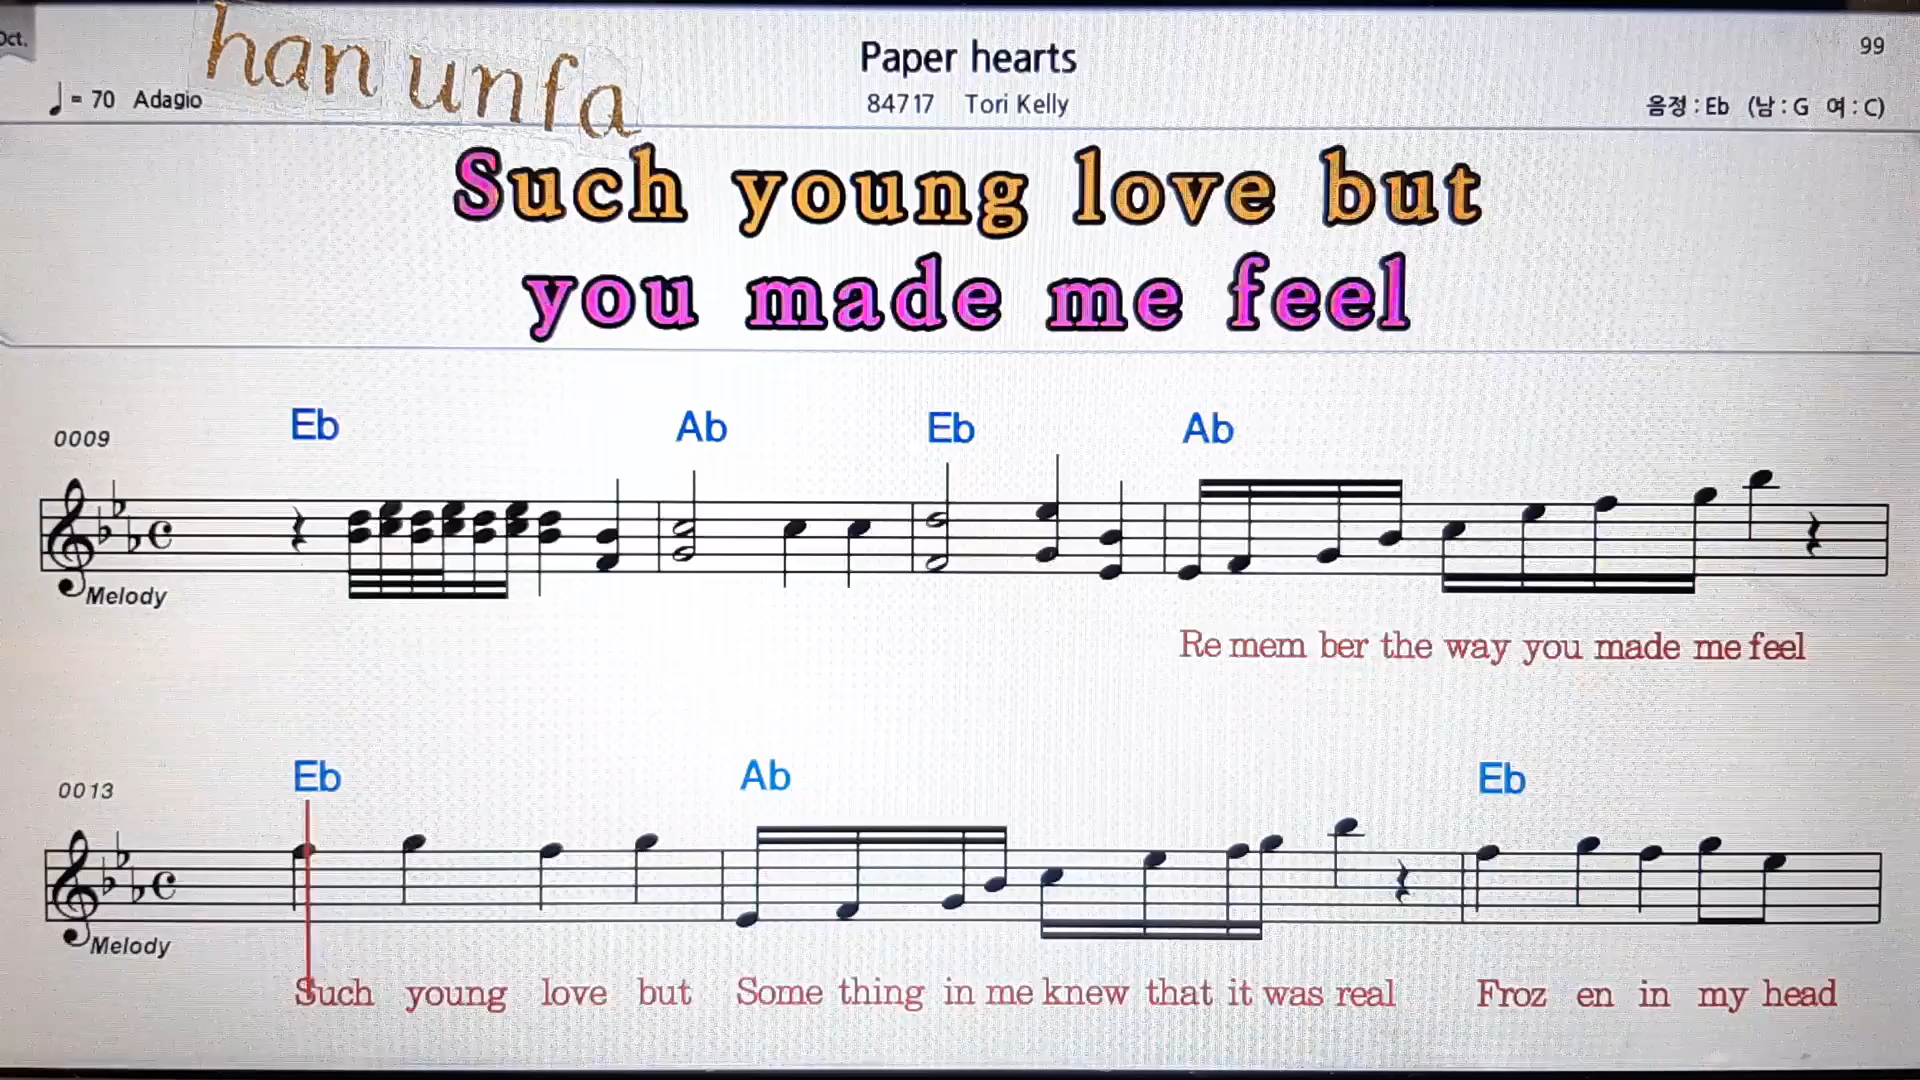 Oct.
han unfa
Paper hearts
99
= 70 Adagio
84717 Tori Kelly
음정 : Eb (남 : G 여 : C)
Such young love but
you made me feel
Eb Ab Eb Ab
0009
Melody
Re mem ber the way you made me feel
Eb Ab Eb
0013
Melody
Such young love but Some thing in me knew that it was real Froz en in my head